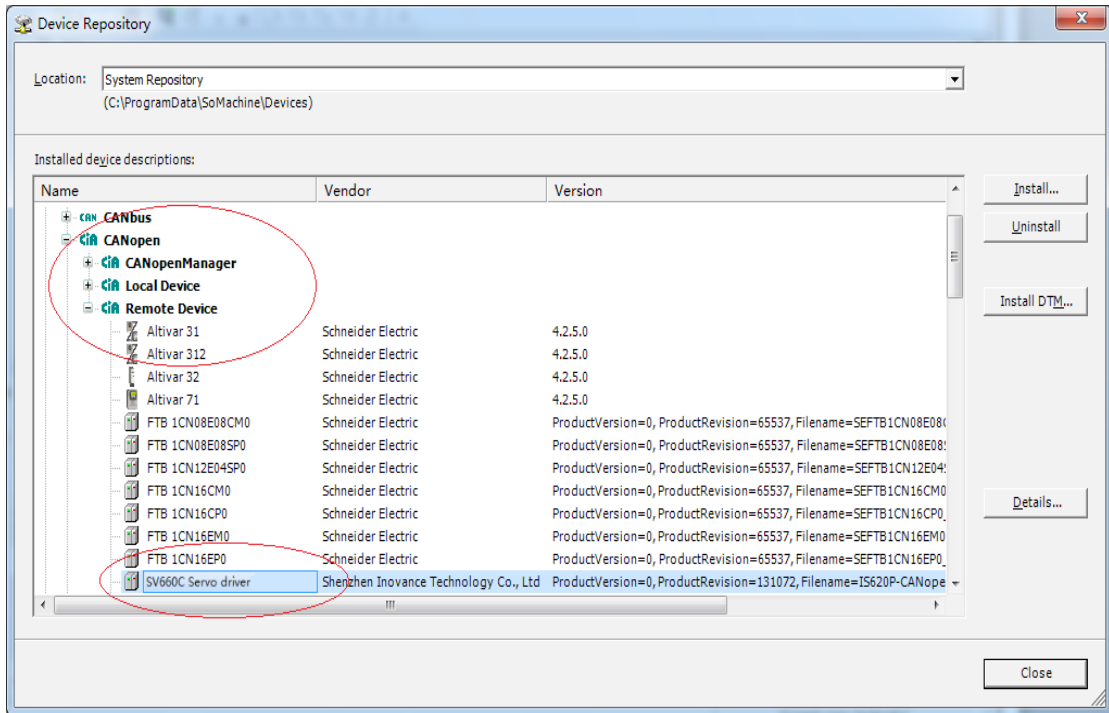 Device Repository
Location: System Repository
(C:\ProgramData\SoMachine\Devices)
Installed device descriptions:
Name Vendor Version
CAN CANbus
CiA CANopen
CiA CANopenManager
CiA Local Device
CiA Remote Device
Altivar 31 Schneider Electric 4.2.5.0
Altivar 312 Schneider Electric 4.2.5.0
Altivar 32 Schneider Electric 4.2.5.0
Altivar 71 Schneider Electric 4.2.5.0
FTB 1CN08E08CM0 Schneider Electric ProductVersion=0, ProductRevision=65537, Filename=SEFTB1CN08E08
FTB 1CN08E08SP0 Schneider Electric ProductVersion=0, ProductRevision=65537, Filename=SEFTB1CN08E08
FTB 1CN12E04SP0 Schneider Electric ProductVersion=0, ProductRevision=65537, Filename=SEFTB1CN12E04
FTB 1CN16CM0 Schneider Electric ProductVersion=0, ProductRevision=65537, Filename=SEFTB1CN16CM0
FTB 1CN16CP0 Schneider Electric ProductVersion=0, ProductRevision=65537, Filename=SEFTB1CN16CP0_
FTB 1CN16EM0 Schneider Electric ProductVersion=0, ProductRevision=65537, Filename=SEFTB1CN16EM0
FTB 1CN16EP0 Schneider Electric ProductVersion=0, ProductRevision=65537, Filename=SEFTB1CN16EP0_
SV660C Servo driver Shenzhen Inovance Technology Co., Ltd ProductVersion=0, ProductRevision=131072, Filename=IS620P-CANope
Install...
Uninstall
Install DTM...
Details...
Close